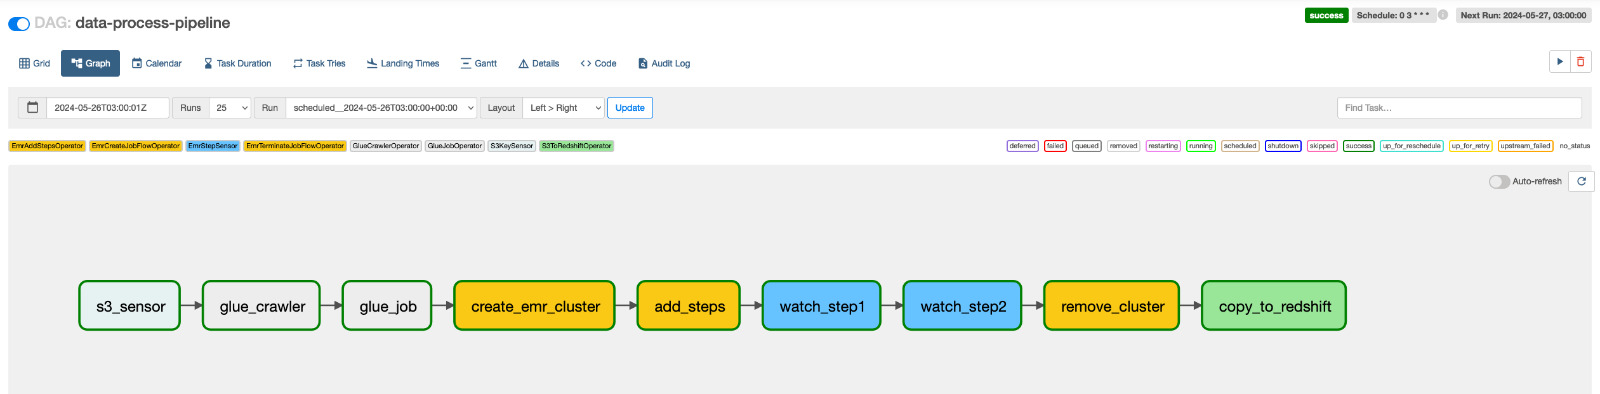 DAG: data-process-pipeline
success Schedule: 0 3 * * * Next Run: 2024-05-27, 03:00:00
Grid Graph Calendar Task Duration Task Tries Landing Times Gantt Details Code Audit Log
2024-05-26T03:00:01Z Runs 25 Run scheduled__2024-05-26T03:00:00+00:00 Layout Left > Right Update Find Task...
EmrAddStepsOperator EmrCreateJobFlowOperator EmrStepSensor EmrTerminateJobFlowOperator GlueCrawlerOperator GlueJobOperator S3KeySensor S3ToRedshiftOperator
deferred failed queued removed restarting running scheduled shutdown skipped success up_for_reschedule up_for_retry upstream_failed no_status
Auto-refresh
s3_sensor glue_crawler glue_job create_emr_cluster add_steps watch_step1 watch_step2 remove_cluster copy_to_redshift